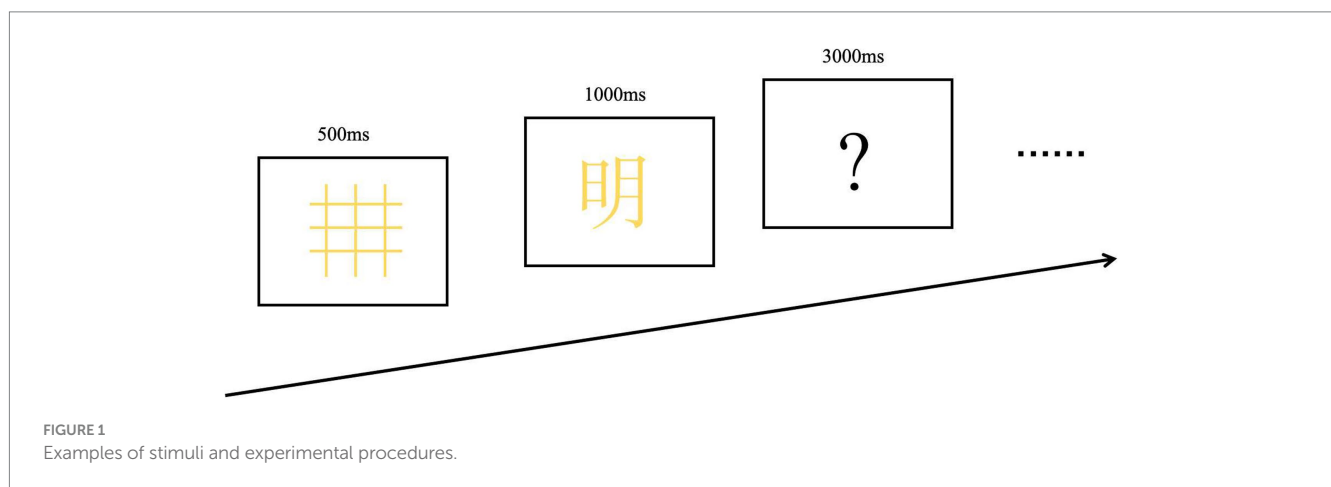 3000ms
1000ms
500ms
明
?
......
FIGURE 1
Examples of stimuli and experimental procedures.